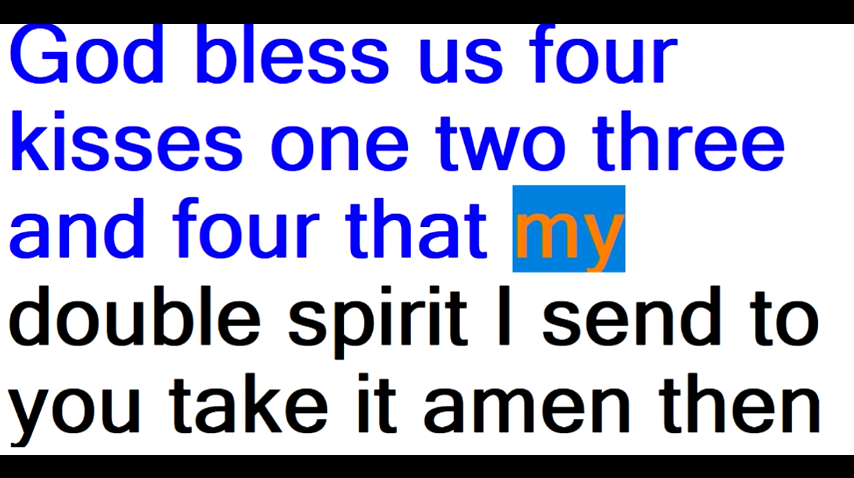 God bless us four
kisses one two three
and four that my
double spirit I send to
you take it amen then